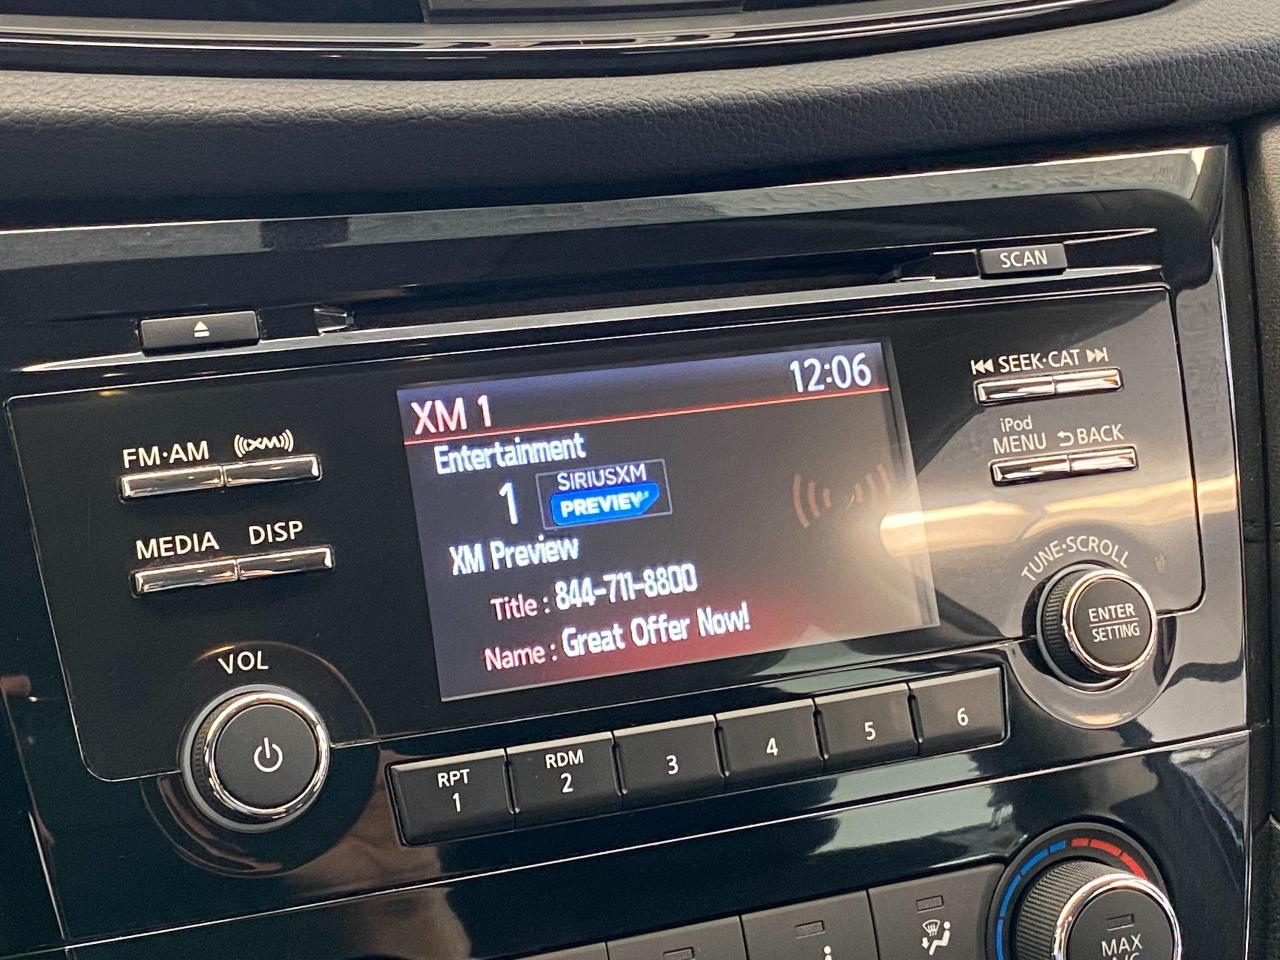 SCAN
SEEK·CAT
iPod
MENU
BACK
FM·AM
XM
MEDIA
DISP
XM 1
12:06
Entertainment
1
SIRIUSXM
PREVIEW
XM Preview
Title : 844-711-8800
Name : Great Offer Now!
TUNE·SCROLL
ENTER
SETTING
VOL
RPT
1
RDM
2
3
4
5
6
MAX
A/C